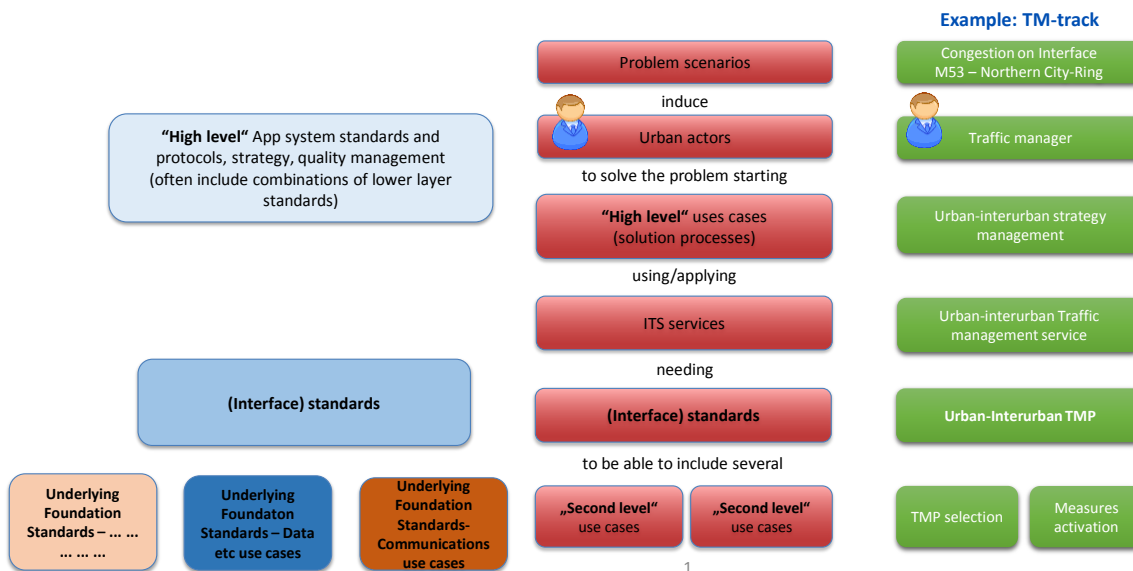 Example: TM-track
Problem scenarios
Congestion on Interface
M53 – Northern City-Ring
induce
“High level“ App system standards and
protocols, strategy, quality management
(often include combinations of lower layer
standards)
Urban actors
Traffic manager
to solve the problem starting
“High level“ uses cases
(solution processes)
Urban-interurban strategy
management
using/applying
ITS services
Urban-interurban Traffic
management service
needing
(Interface) standards
(Interface) standards
Urban-Interurban TMP
to be able to include several
Underlying
Foundation
Standards – ... ...
... ... ...
Underlying
Foundaton
Standards – Data
etc use cases
Underlying
Foundation
Standards-
Communications
use cases
„Second level“
use cases
„Second level“
use cases
TMP selection
Measures
activation
1